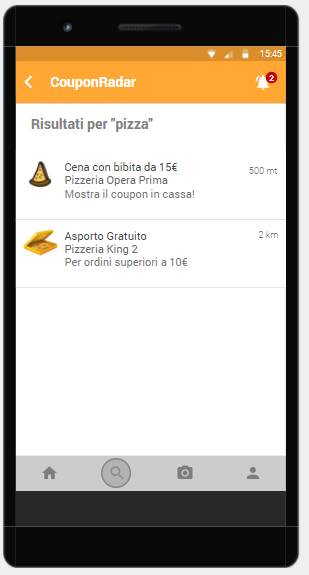 15:45
CouponRadar
2
Risultati per "pizza"
Cena con bibita da 15€
500 mt
Pizzeria Opera Prima
Mostra il coupon in cassa!
Asporto Gratuito
2 km
Pizzeria King 2
Per ordini superiori a 10€